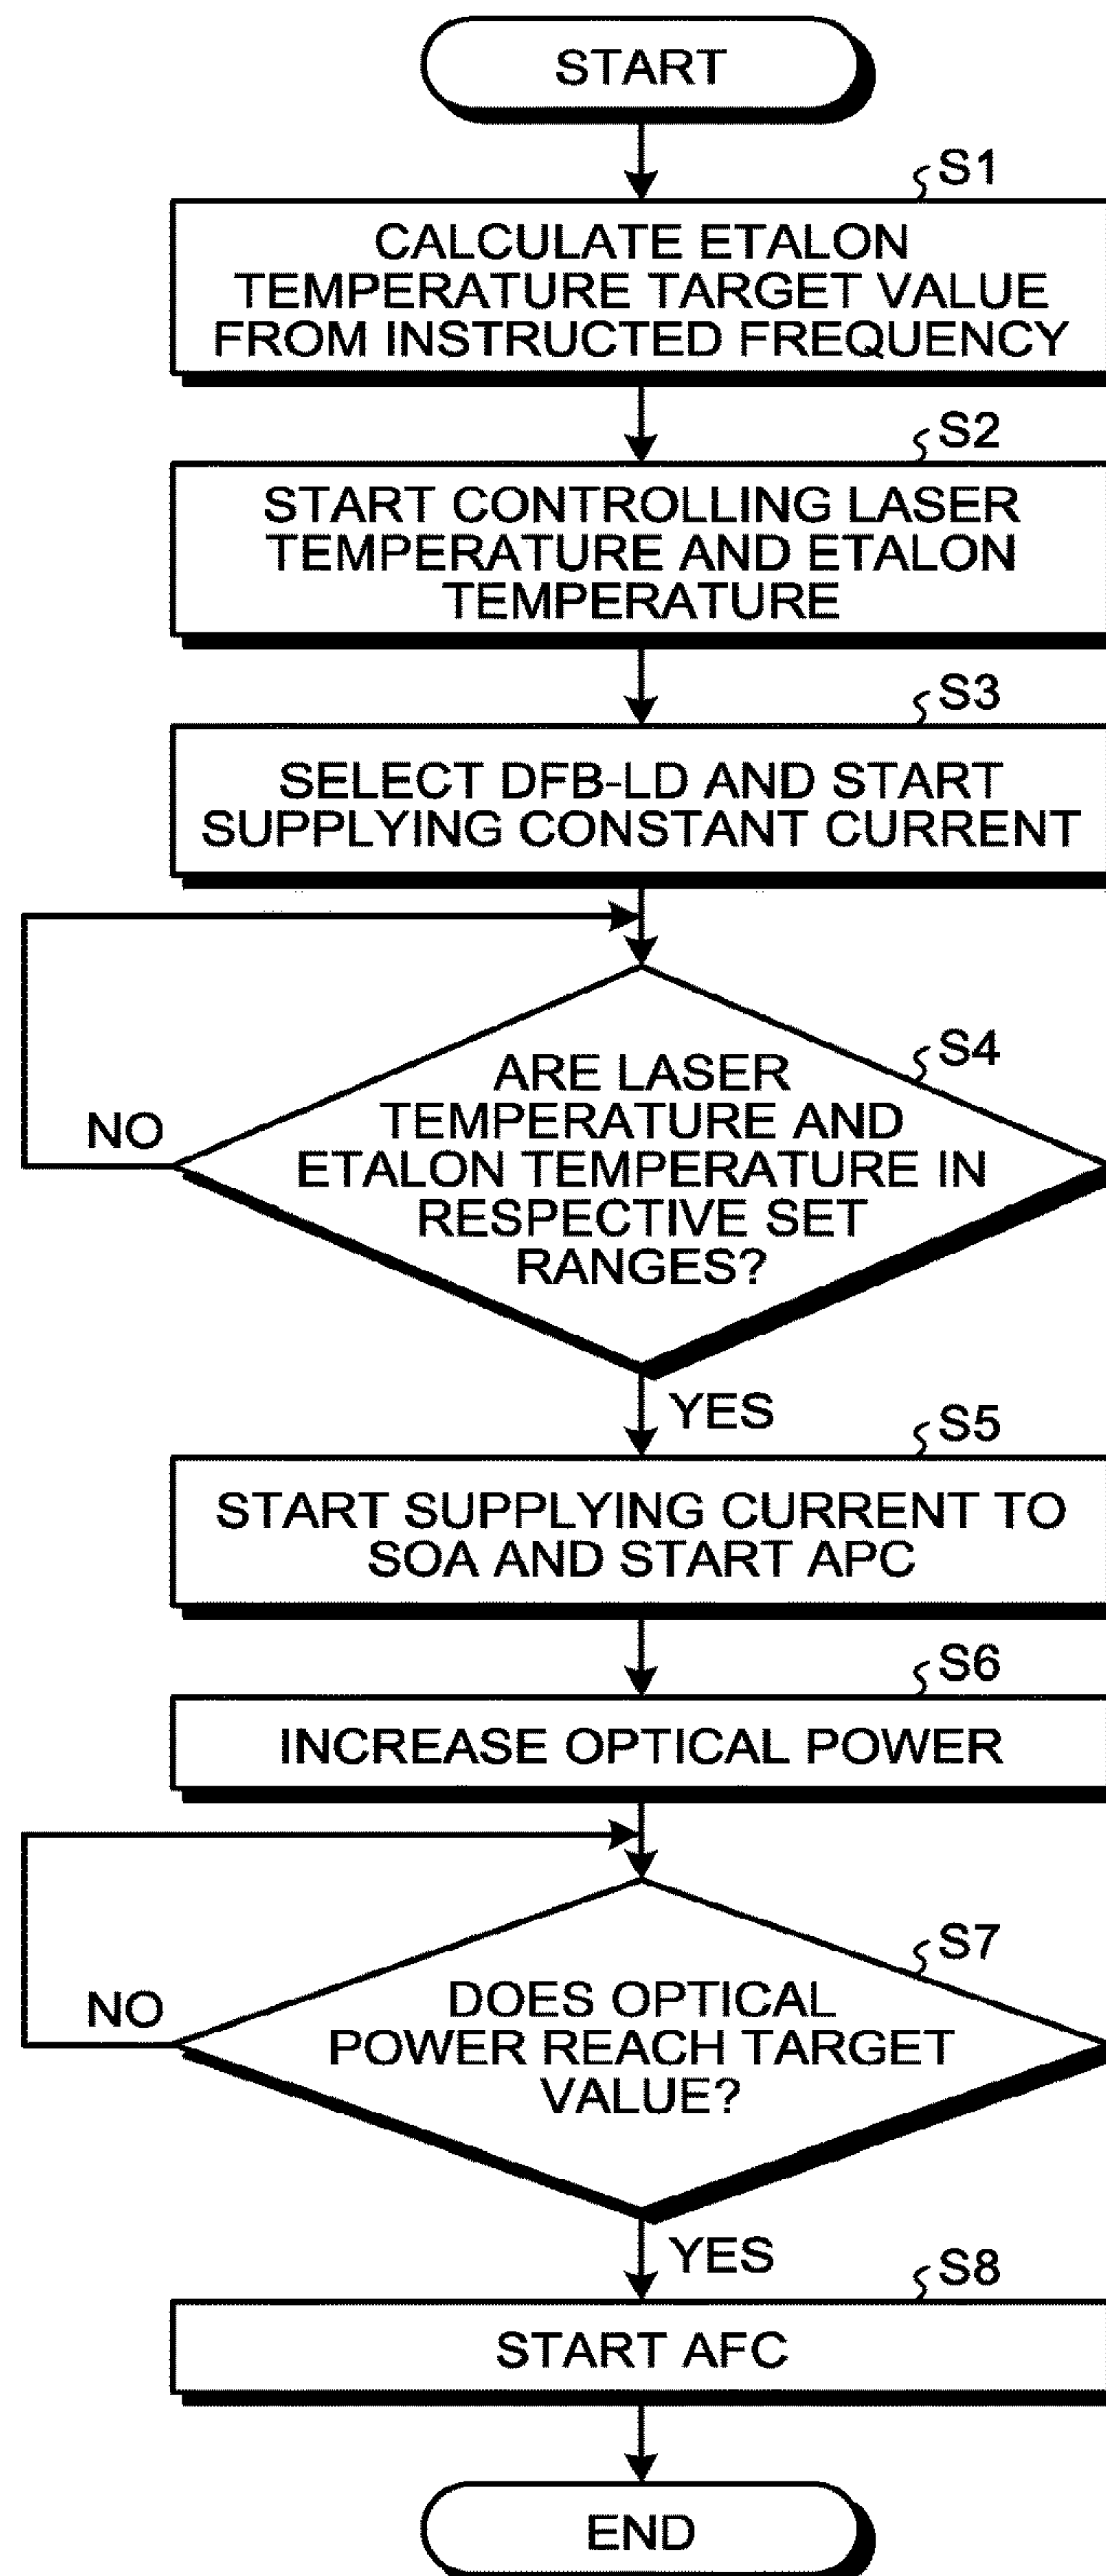 START
S1
CALCULATE ETALON
TEMPERATURE TARGET VALUE
FROM INSTRUCTED FREQUENCY
S2
START CONTROLLING LASER
TEMPERATURE AND ETALON
TEMPERATURE
S3
SELECT DFB-LD AND START
SUPPLYING CONSTANT CURRENT
S4
ARE LASER
TEMPERATURE AND
ETALON TEMPERATURE IN
RESPECTIVE SET
RANGES?
NO
YES
S5
START SUPPLYING CURRENT TO
SOA AND START APC
S6
INCREASE OPTICAL POWER
S7
DOES OPTICAL
POWER REACH TARGET
VALUE?
NO
YES
S8
START AFC
END